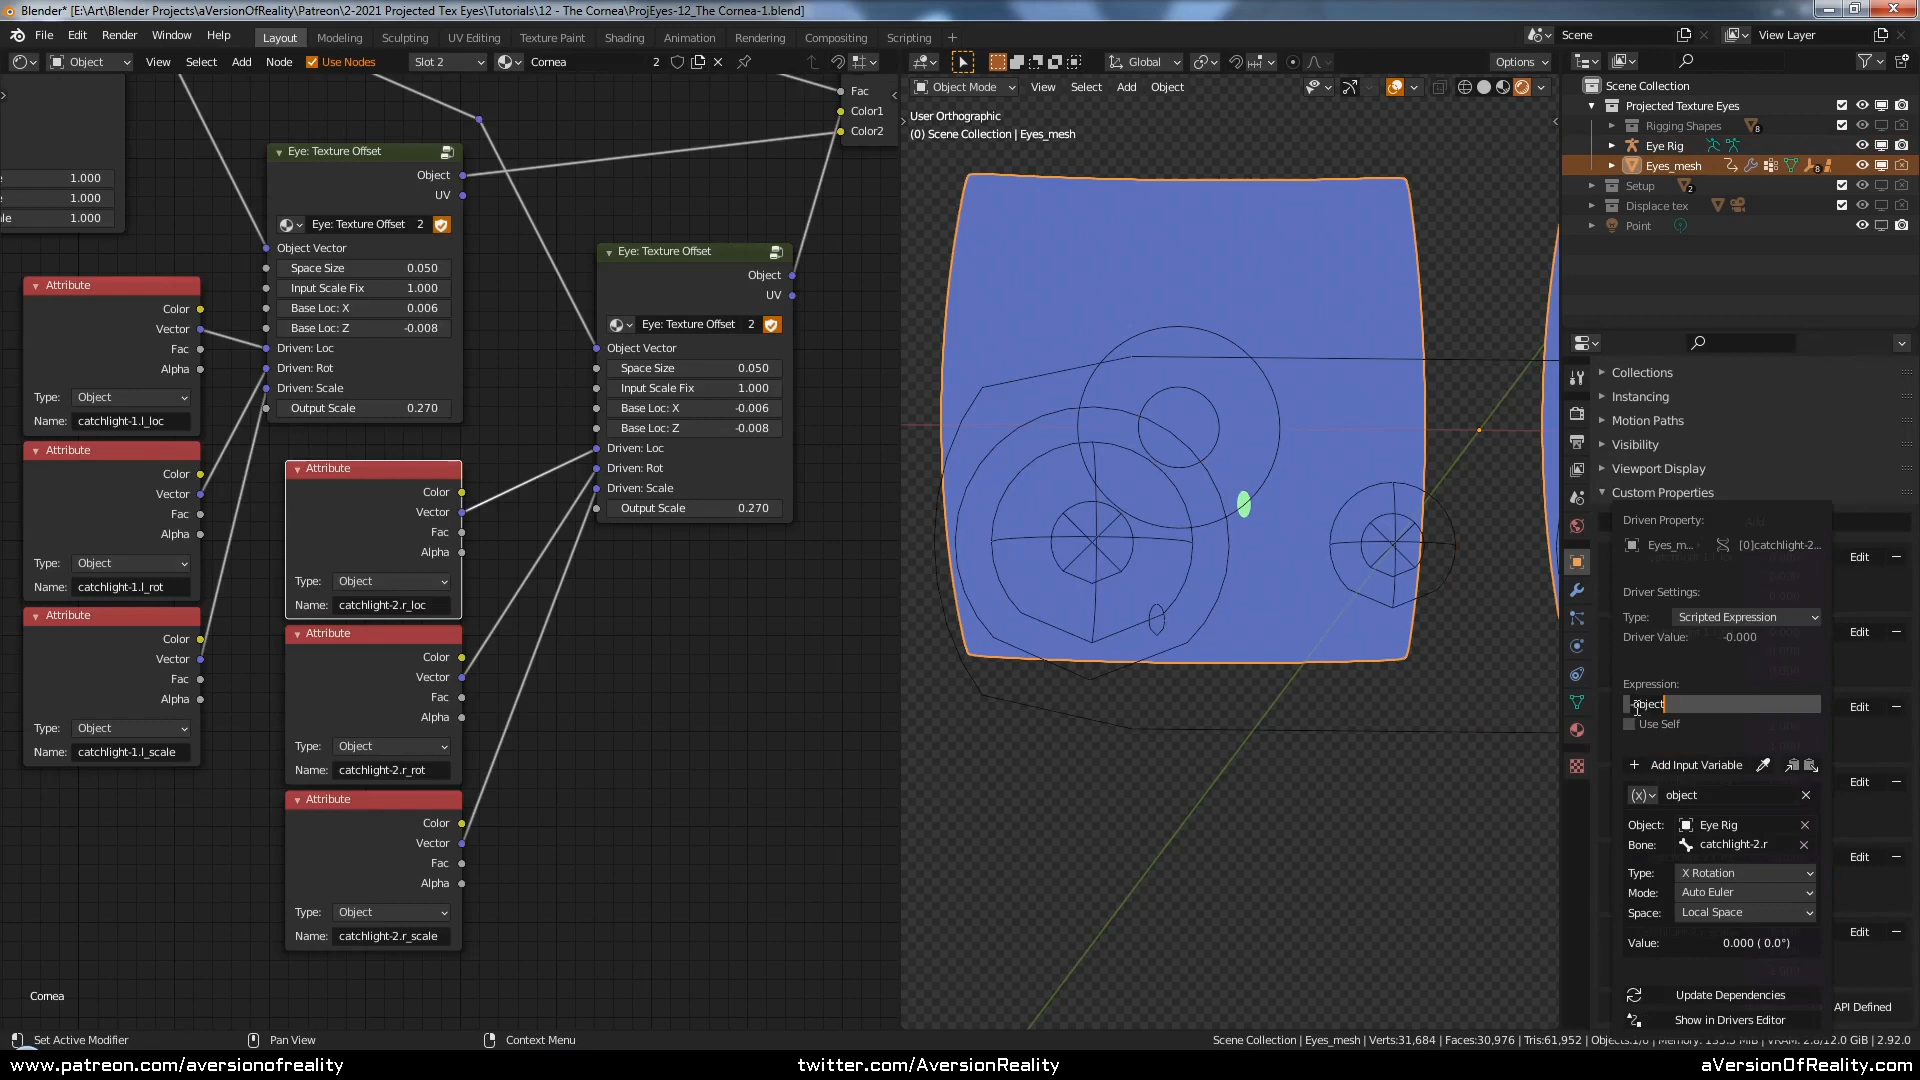 Blender* [E:\Art\Blender Projects\aVersionOfReality\Patreon\2-2021 Projected Tex Eyes\Tutorials\12 - The Cornea\ProjEyes-12_The Cornea-1.blend]
File Edit Render Window Help Layout Modeling Sculpting UV Editing Texture Paint Shading Animation Rendering Compositing Scripting Scene View Layer
Object View Select Add Node Use Nodes Slot 2 Cornea 2 Global Options
Object Mode View Select Add Object
User Orthographic
(0) Scene Collection | Eyes_mesh
1.000
1.000
1.000
Eye: Texture Offset
Object
UV
Eye: Texture Offset 2
Object Vector
Space Size 0.050
Input Scale Fix 1.000
Base Loc: X 0.006
Base Loc: Z -0.008
Driven: Loc
Driven: Rot
Driven: Scale
Output Scale 0.270
Attribute
Color
Vector
Fac
Alpha
Type: Object
Name: catchlight-1.l_loc
Attribute
Color
Vector
Fac
Alpha
Type: Object
Name: catchlight-1.l_rot
Attribute
Color
Vector
Fac
Alpha
Type: Object
Name: catchlight-1.l_scale
Attribute
Color
Vector
Fac
Alpha
Type: Object
Name: catchlight-2.r_loc
Attribute
Color
Vector
Fac
Alpha
Type: Object
Name: catchlight-2.r_rot
Attribute
Color
Vector
Fac
Alpha
Type: Object
Name: catchlight-2.r_scale
Eye: Texture Offset
Object
UV
Eye: Texture Offset 2
Object Vector
Space Size 0.050
Input Scale Fix 1.000
Base Loc: X -0.006
Base Loc: Z -0.008
Driven: Loc
Driven: Rot
Driven: Scale
Output Scale 0.270
Fac
Color1
Color2
Cornea
Scene Collection
Projected Texture Eyes
Rigging Shapes 8
Eye Rig
Eyes_mesh 8
Setup 2
Displace tex
Point
Collections
Instancing
Motion Paths
Visibility
Viewport Display
Custom Properties
Driven Property:
Eyes_m... [0]catchlight-2...
Driver Settings:
Type: Scripted Expression
Driver Value: -0.000
Expression:
-object
Use Self
Add Input Variable
(x) object
Object: Eye Rig
Bone: catchlight-2.r
Type: X Rotation
Mode: Auto Euler
Space: Local Space
Value: 0.000 ( 0.0°)
Update Dependencies
Show in Drivers Editor
Edit
Edit
Edit
Edit
Edit
Edit
API Defined
Set Active Modifier Pan View Context Menu
Scene Collection | Eyes_mesh | Verts:31,684 | Faces:30,976 | Tris:61,952 | 2.92.0
www.patreon.com/aversionofreality twitter.com/AVersionReality aVersionOfReality.com